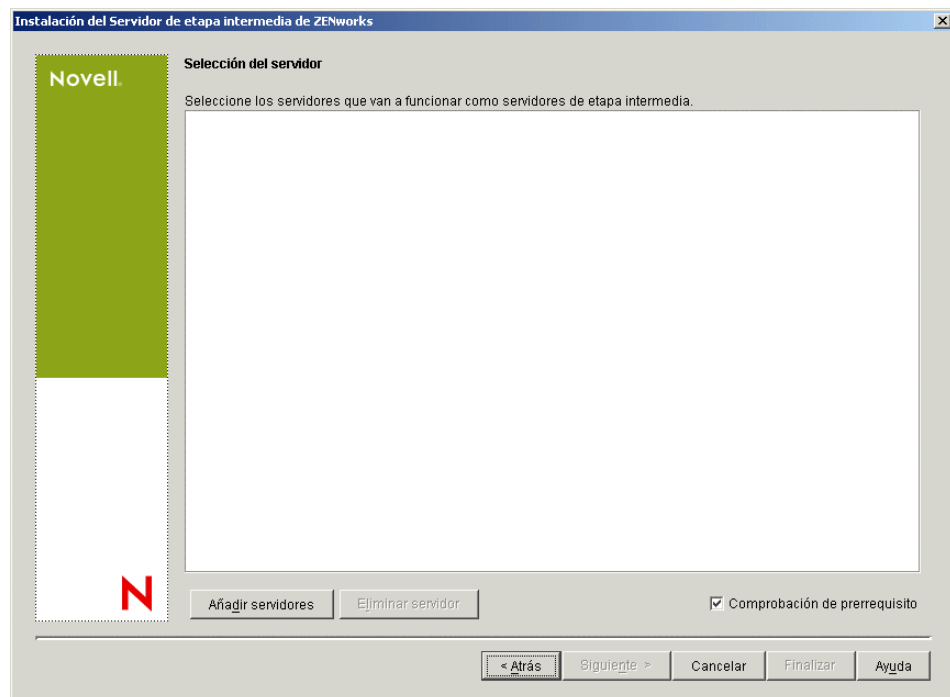 Instalación del Servidor de etapa intermedia de ZENworks
Novell.
Selección del servidor
Seleccione los servidores que van a funcionar como servidores de etapa intermedia.
N
Añadir servidores
Eliminar servidor
Comprobación de prerrequisito
< Atrás
Siguiente >
Cancelar
Finalizar
Ayuda